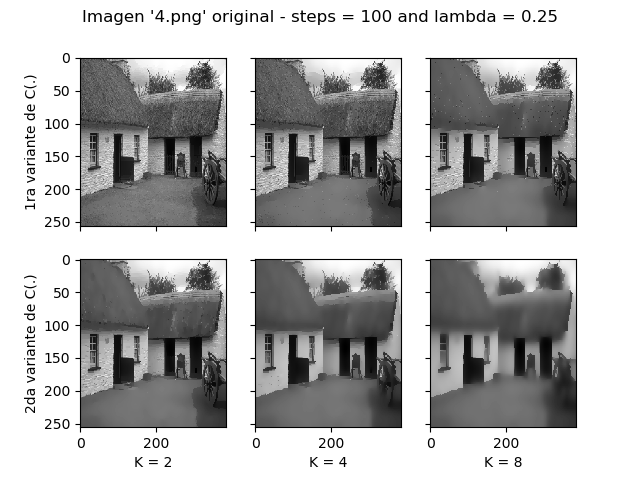 Imagen '4.png' original - steps = 100 and lambda = 0.25
1ra variante de C(.)
0
50
100
150
200
250
2da variante de C(.)
0
50
100
150
200
250
0 200
0 200
0 200
K = 2
K = 4
K = 8